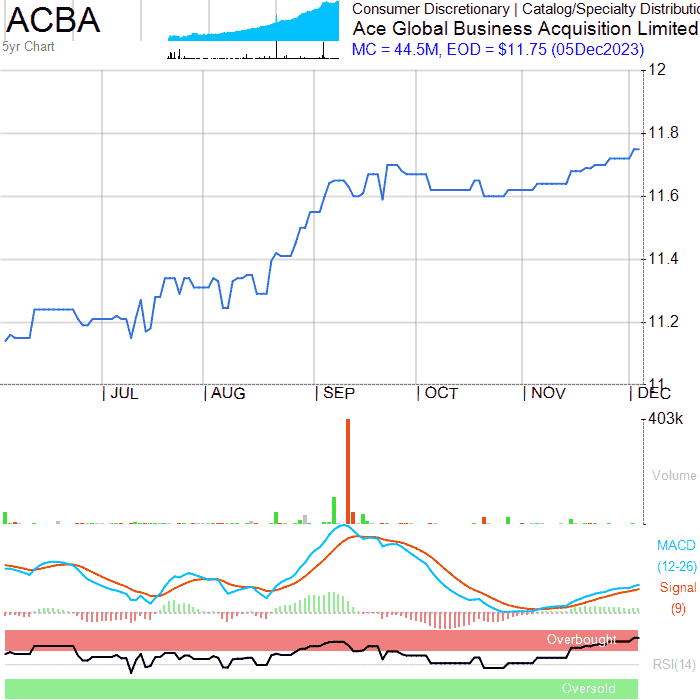 ACBA
5yr Chart
Consumer Discretionary | Catalog/Specialty Distributio
Ace Global Business Acquisition Limited
MC = 44.5M, EOD = $11.75 (05Dec2023)
12
11.8
11.6
11.4
11.2
11
JUL
AUG
SEP
OCT
NOV
DEC
403k
Volume
MACD
(12-26)
Signal
(9)
Overbought
RSI(14)
Oversold